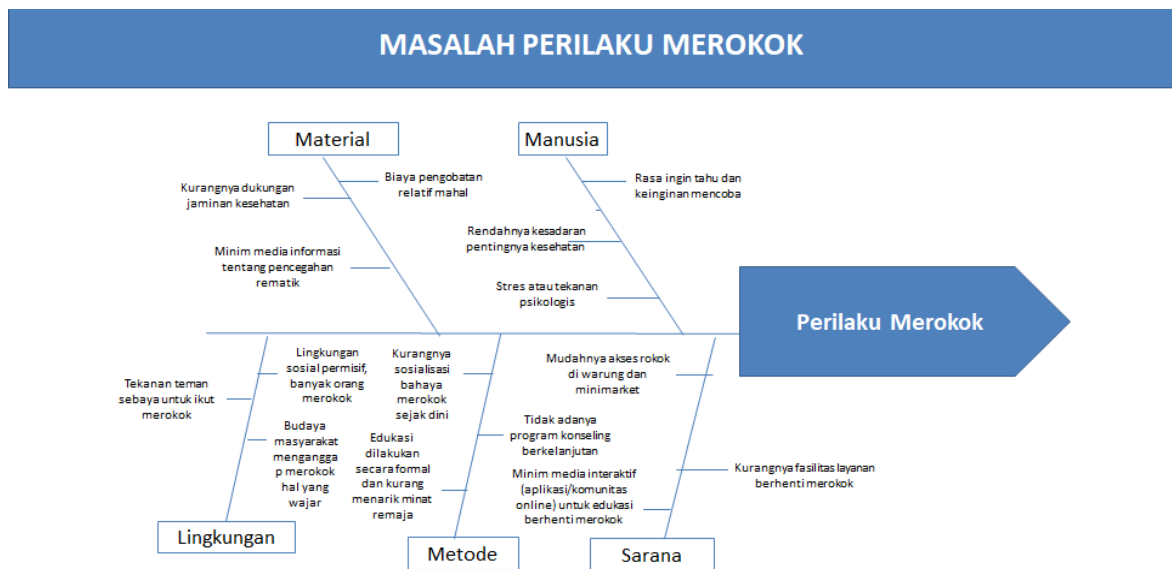 MASALAH PERILAKU MEROKOK
Material
Manusia
Biaya pengobatan
relatif mahal
Kurangnya dukungan
jaminan kesehatan
Minim media informasi
tentang pencegahan
rematik
Rasa ingin tahu dan
keinginan mencoba
Rendahnya kesadaran
pentingnya kesehatan
Stres atau tekanan
psikologis
Perilaku Merokok
Lingkungan
sosial permisif,
banyak orang
merokok
Tekanan teman
sebaya untuk ikut
merokok
Budaya
masyarakat
mengangga
p merokok
hal yang
wajar
Kurangnya
sosialisasi
bahaya
merokok
sejak dini
Edukasi
dilakukan
secara formal
dan kurang
menarik minat
remaja
Tidak adanya
program konseling
berkelanjutan
Mudahnya akses rokok
di warung dan
minimarket
Minim media interaktif
(aplikasi/komunitas
online) untuk edukasi
berhenti merokok
Kurangnya fasilitas layanan
berhenti merokok
Lingkungan
Metode
Sarana